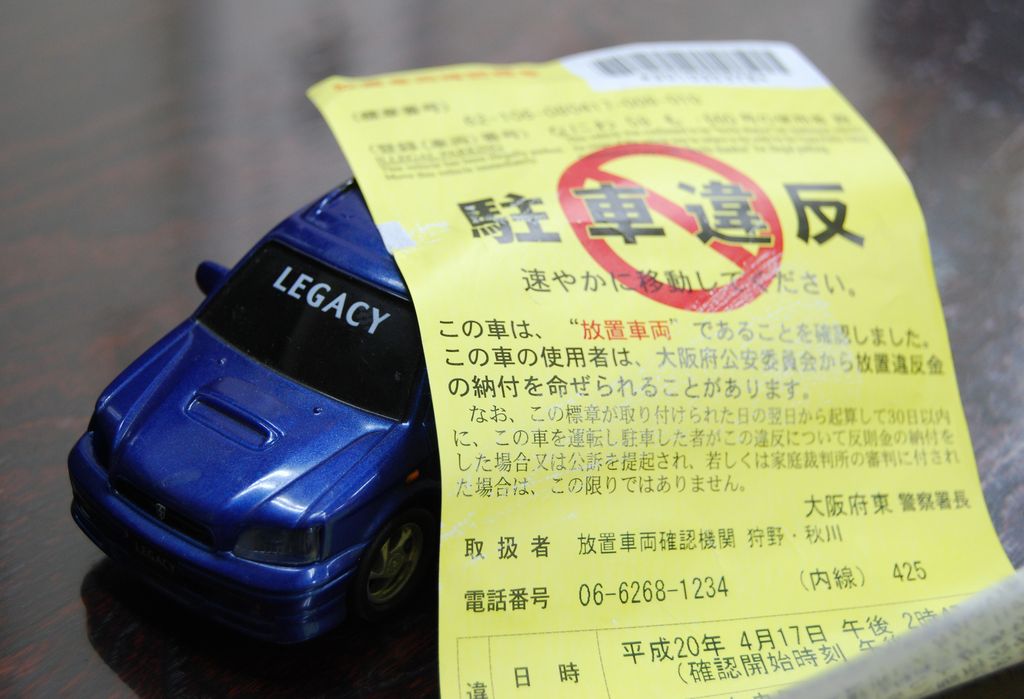 LEGACY
LEGACY
駐車違反
速やかに移動してください。
この車は、“放置車両”であることを確認しました。
この車の使用者は、大阪府公安委員会から放置違反金
の納付を命ぜられることがあります。
なお、この標章が取り付けられた日の翌日から起算して30日以内
に、この車を運転し駐車した者がこの違反について反則金の納付を
した場合又は公訴を提起され、若しくは家庭裁判所の審判に付され
た場合は、この限りではありません。
大阪府東 警察署長
取扱者 放置車両確認機関 狩野・秋川
電話番号 06-6268-1234 (内線) 425
違 日時 平成20年 4月17日 午後 2時
(確認開始時刻 午